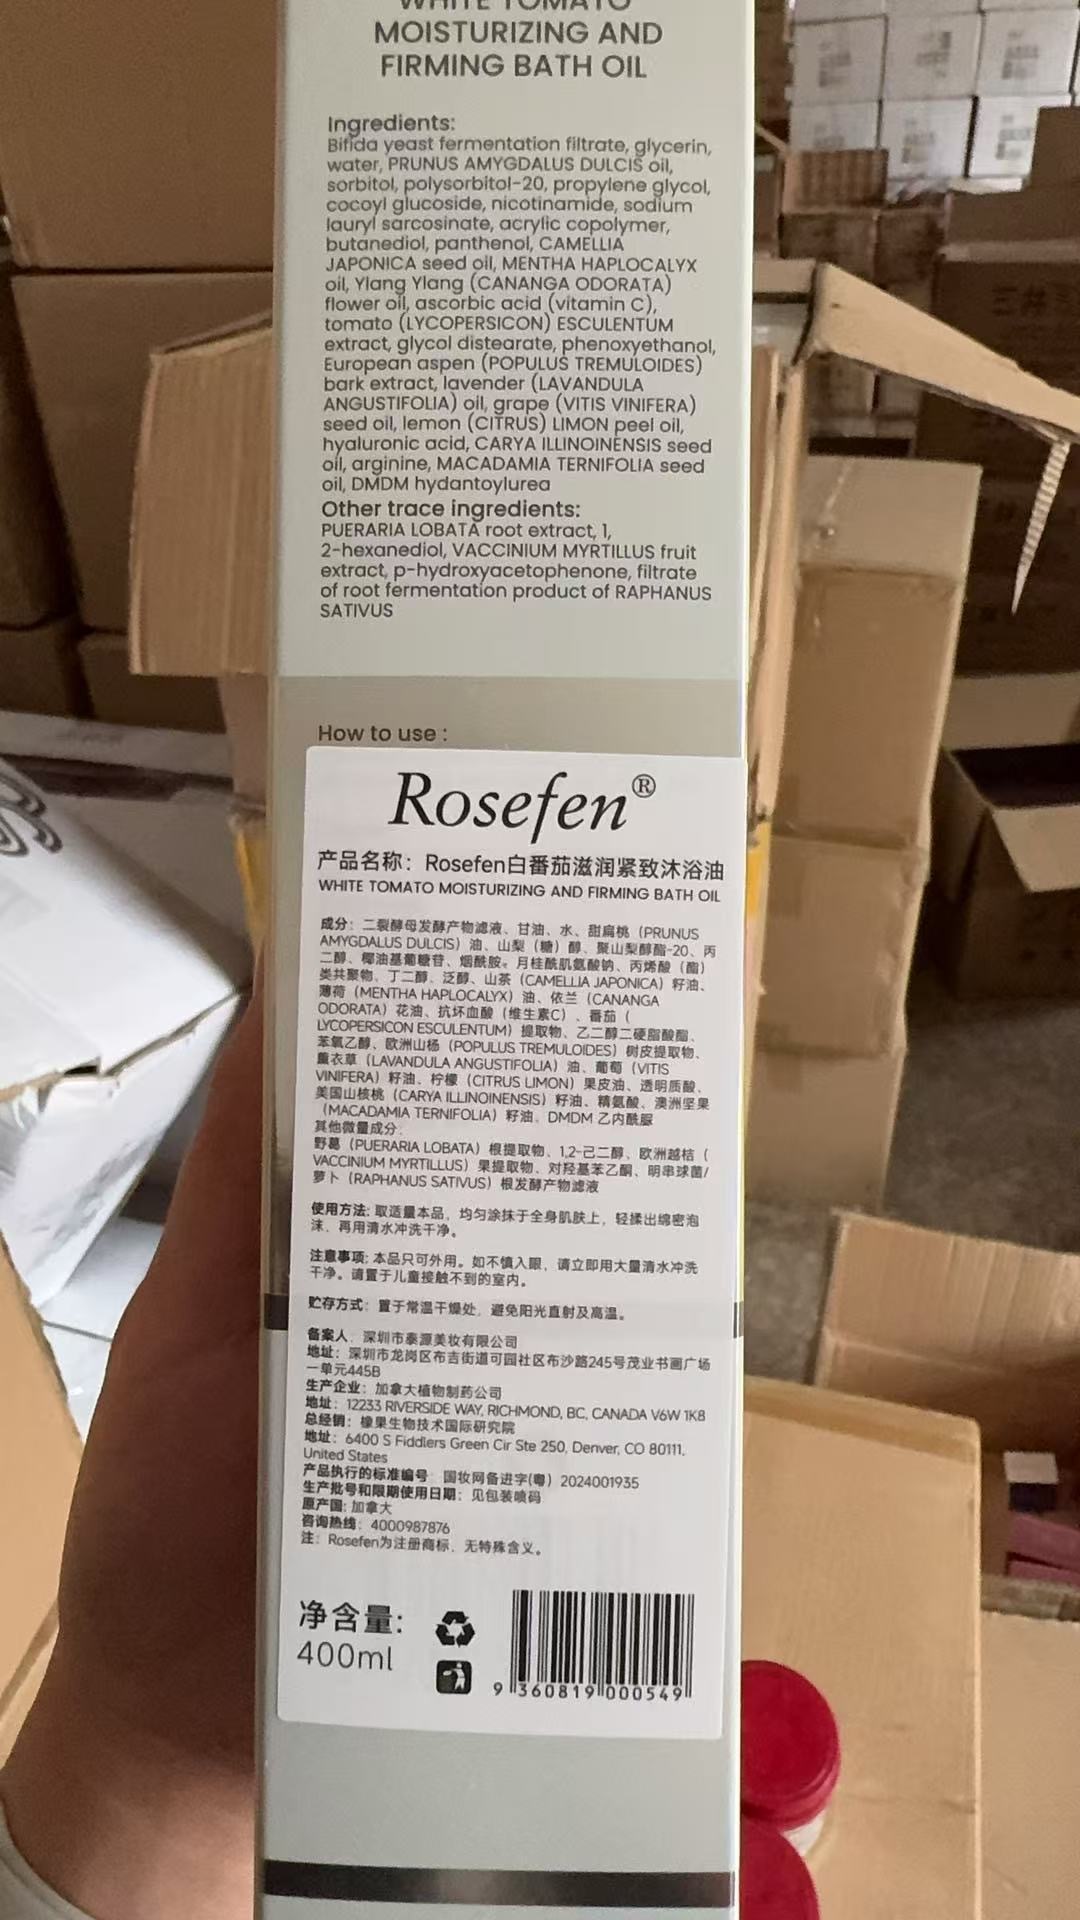 WHITE TOMATO
MOISTURIZING AND
FIRMING BATH OIL
Ingredients:
Bifida yeast fermentation filtrate, glycerin,
water, PRUNUS AMYGDALUS DULCIS oil,
sorbitol, polysorbitol-20, propylene glycol,
cocoyl glucoside, nicotinamide, sodium
lauryl sarcosinate, acrylic copolymer,
butanediol, panthenol, CAMELLIA
JAPONICA seed oil, MENTHA HAPLOCALYX
oil, Ylang Ylang (CANANGA ODORATA)
flower oil, ascorbic acid (vitamin C),
tomato (LYCOPERSICON) ESCULENTUM
extract, glycol distearate, phenoxyethanol,
European aspen (POPULUS TREMULOIDES)
bark extract, lavender (LAVANDULA
ANGUSTIFOLIA) oil, grape (VITIS VINIFERA)
seed oil, lemon (CITRUS) LIMON peel oil,
hyaluronic acid, CARYA ILLINOINENSIS seed
oil, arginine, MACADAMIA TERNIFOLIA seed
oil, DMDM hydantoylurea
Other trace ingredients:
PUERARIA LOBATA root extract, 1,
2-hexanediol, VACCINIUM MYRTILLUS fruit
extract, p-hydroxyacetophenone, filtrate
of root fermentation product of RAPHANUS
SATIVUS
How to use :
Rosefen®
产品名称：Rosefen白番茄滋润紧致沐浴油
WHITE TOMATO MOISTURIZING AND FIRMING BATH OIL
成分：二裂酵母发酵产物滤液、甘油、水、甜扁桃（PRUNUS
AMYGDALUS DULCIS）油、山梨（糖）醇、聚山梨醇酯-20、丙
二醇、椰油基葡糖苷、烟酰胺。月桂酰肌氨酸钠、丙烯酸（酯）
类共聚物、丁二醇、泛醇、山茶（CAMELLIA JAPONICA）籽油、
薄荷（MENTHA HAPLOCALYX）油、依兰（CANANGA
ODORATA）花油、抗坏血酸（维生素C）、番茄（
LYCOPERSICON ESCULENTUM）提取物、乙二醇二硬脂酸酯、
苯氧乙醇、欧洲山杨（POPULUS TREMULOIDES）树皮提取物、
薰衣草（LAVANDULA ANGUSTIFOLIA）油、葡萄（VITIS
VINIFERA）籽油、柠檬（CITRUS LIMON）果皮油、透明质酸、
美国山核桃（CARYA ILLINOINENSIS）籽油、精氨酸、澳洲坚果
（MACADAMIA TERNIFOLIA）籽油、DMDM 乙内酰脲
其他微量成分：
野葛（PUERARIA LOBATA）根提取物、1,2-己二醇、欧洲越桔（
VACCINIUM MYRTILLUS）果提取物、对羟基苯乙酮、明串球菌/
萝卜（RAPHANUS SATIVUS）根发酵产物滤液
使用方法: 取适量本品，均匀涂抹于全身肌肤上，轻揉出绵密泡
沫、再用清水冲洗干净。
注意事项: 本品只可外用。如不慎入眼，请立即用大量清水冲洗
干净。请置于儿童接触不到的室内。
贮存方式：置于常温干燥处，避免阳光直射及高温。
备案人：深圳市泰源美妆有限公司
地址：深圳市龙岗区布吉街道可园社区布沙路245号茂业书画广场
一单元445B
生产企业：加拿大植物制药公司
地址：12233 RIVERSIDE WAY, RICHMOND, BC, CANADA V6W 1K8
总经销：橡果生物技术国际研究院
地址：6400 S Fiddlers Green Cir Ste 250, Denver, CO 80111,
United States
产品执行的标准编号：国妆网备进字(粤）2024001935
生产批号和限期使用日期：见包装喷码
原产国: 加拿大
咨询热线：4000987876
注：Rosefen为注册商标，无特殊含义。
净含量:
400ml
9 360819 000549